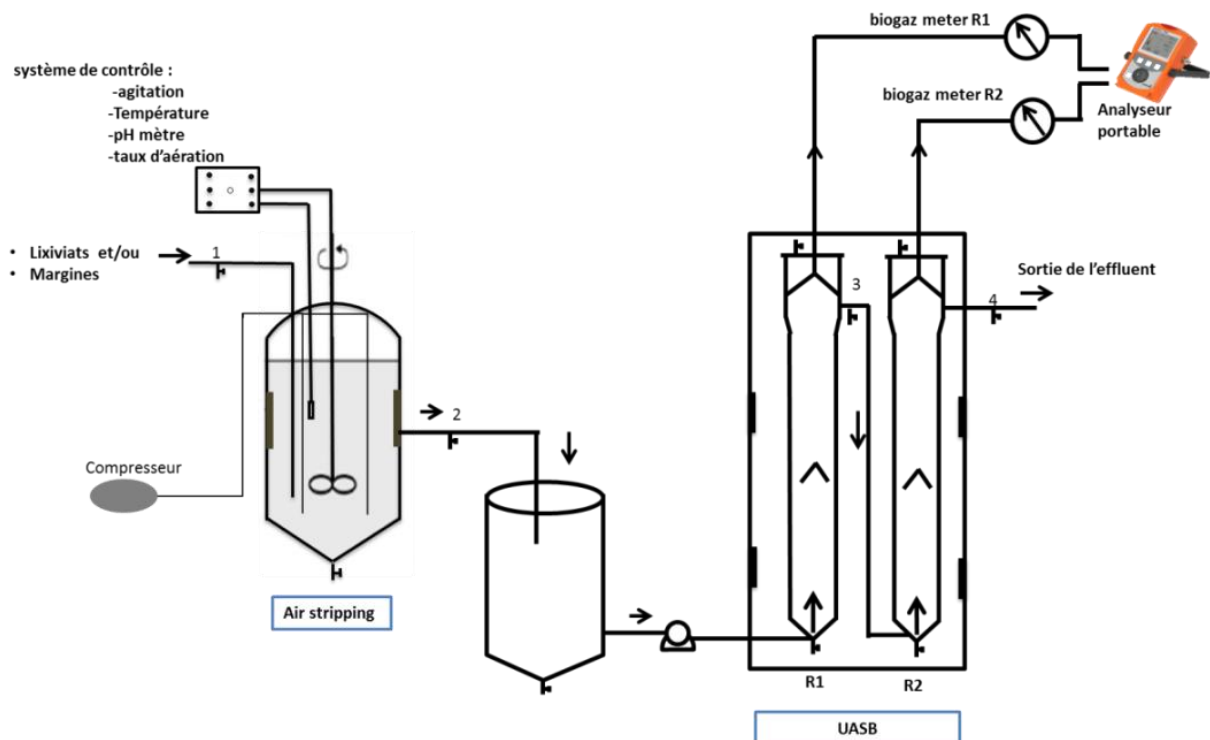 biogaz meter R1
système de contrôle :
-agitation
-Température
-pH mètre
-taux d'aération
biogaz meter R2
Analyseur
portable
• Lixiviats et/ou
• Margines
1
Sortie de l'effluent
3
4
2
Compresseur
Air stripping
R1
R2
UASB